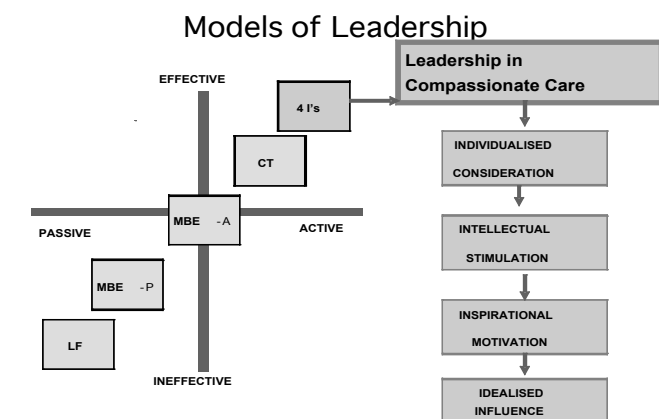 Models of Leadership
Leadership in
Compassionate Care
EFFECTIVE
4 I's
CT
MBE -A
PASSIVE
ACTIVE
MBE -P
LF
INEFFECTIVE
INDIVIDUALISED
CONSIDERATION
INTELLECTUAL
STIMULATION
INSPIRATIONAL
MOTIVATION
IDEALISED
INFLUENCE